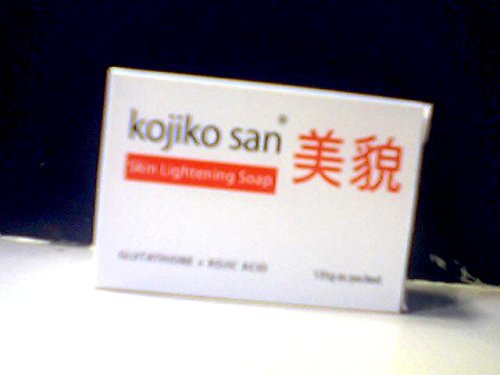 kojiko san®
美貌
Skin Lightening Soap
GLUTATHIONE + KOJIC ACID